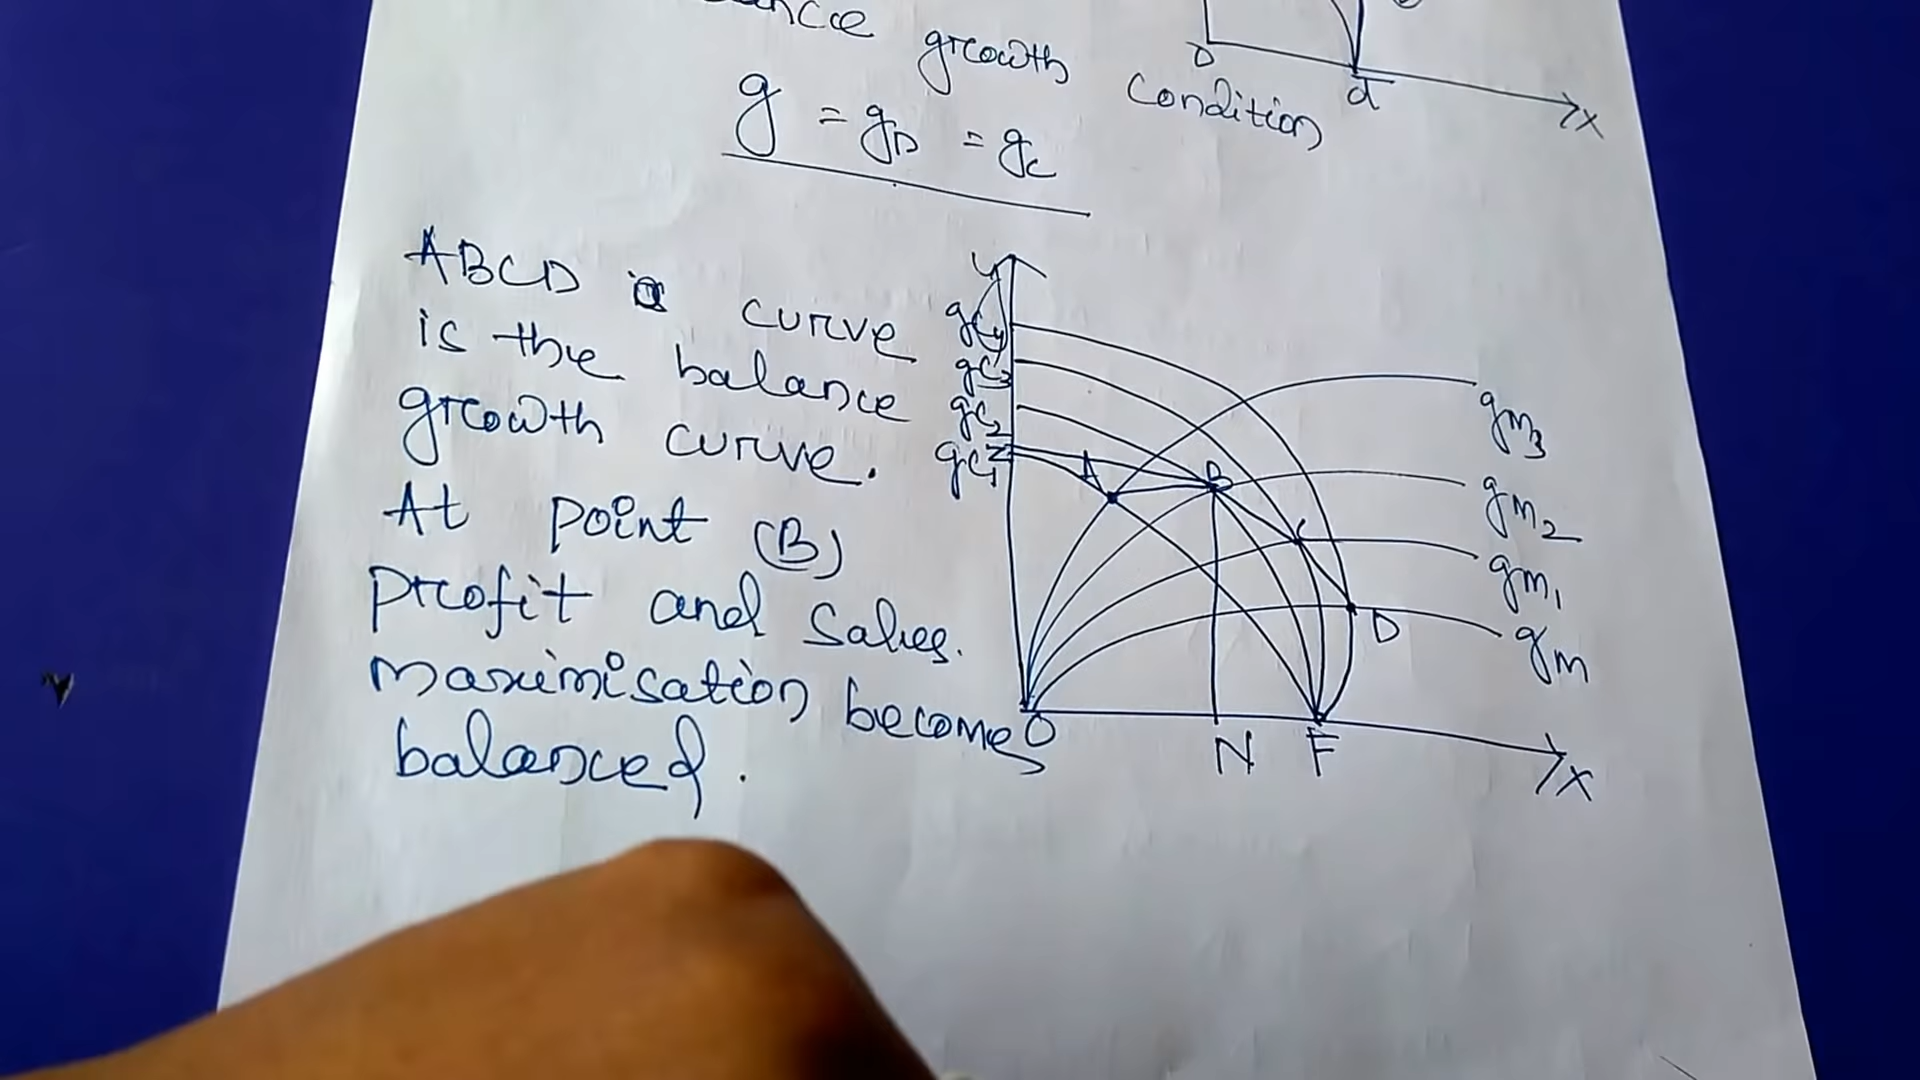 growth
Condition
O
d
X
g = gD = gC
ABCD curve
is the balance
growth curve.
At point (B)
profit and sales.
maximisation becomes
balanced.
y
gC4
gC3
gC2
gC1
A
B
C
D
gm3
gm2
gm1
gm
O
N
F
X